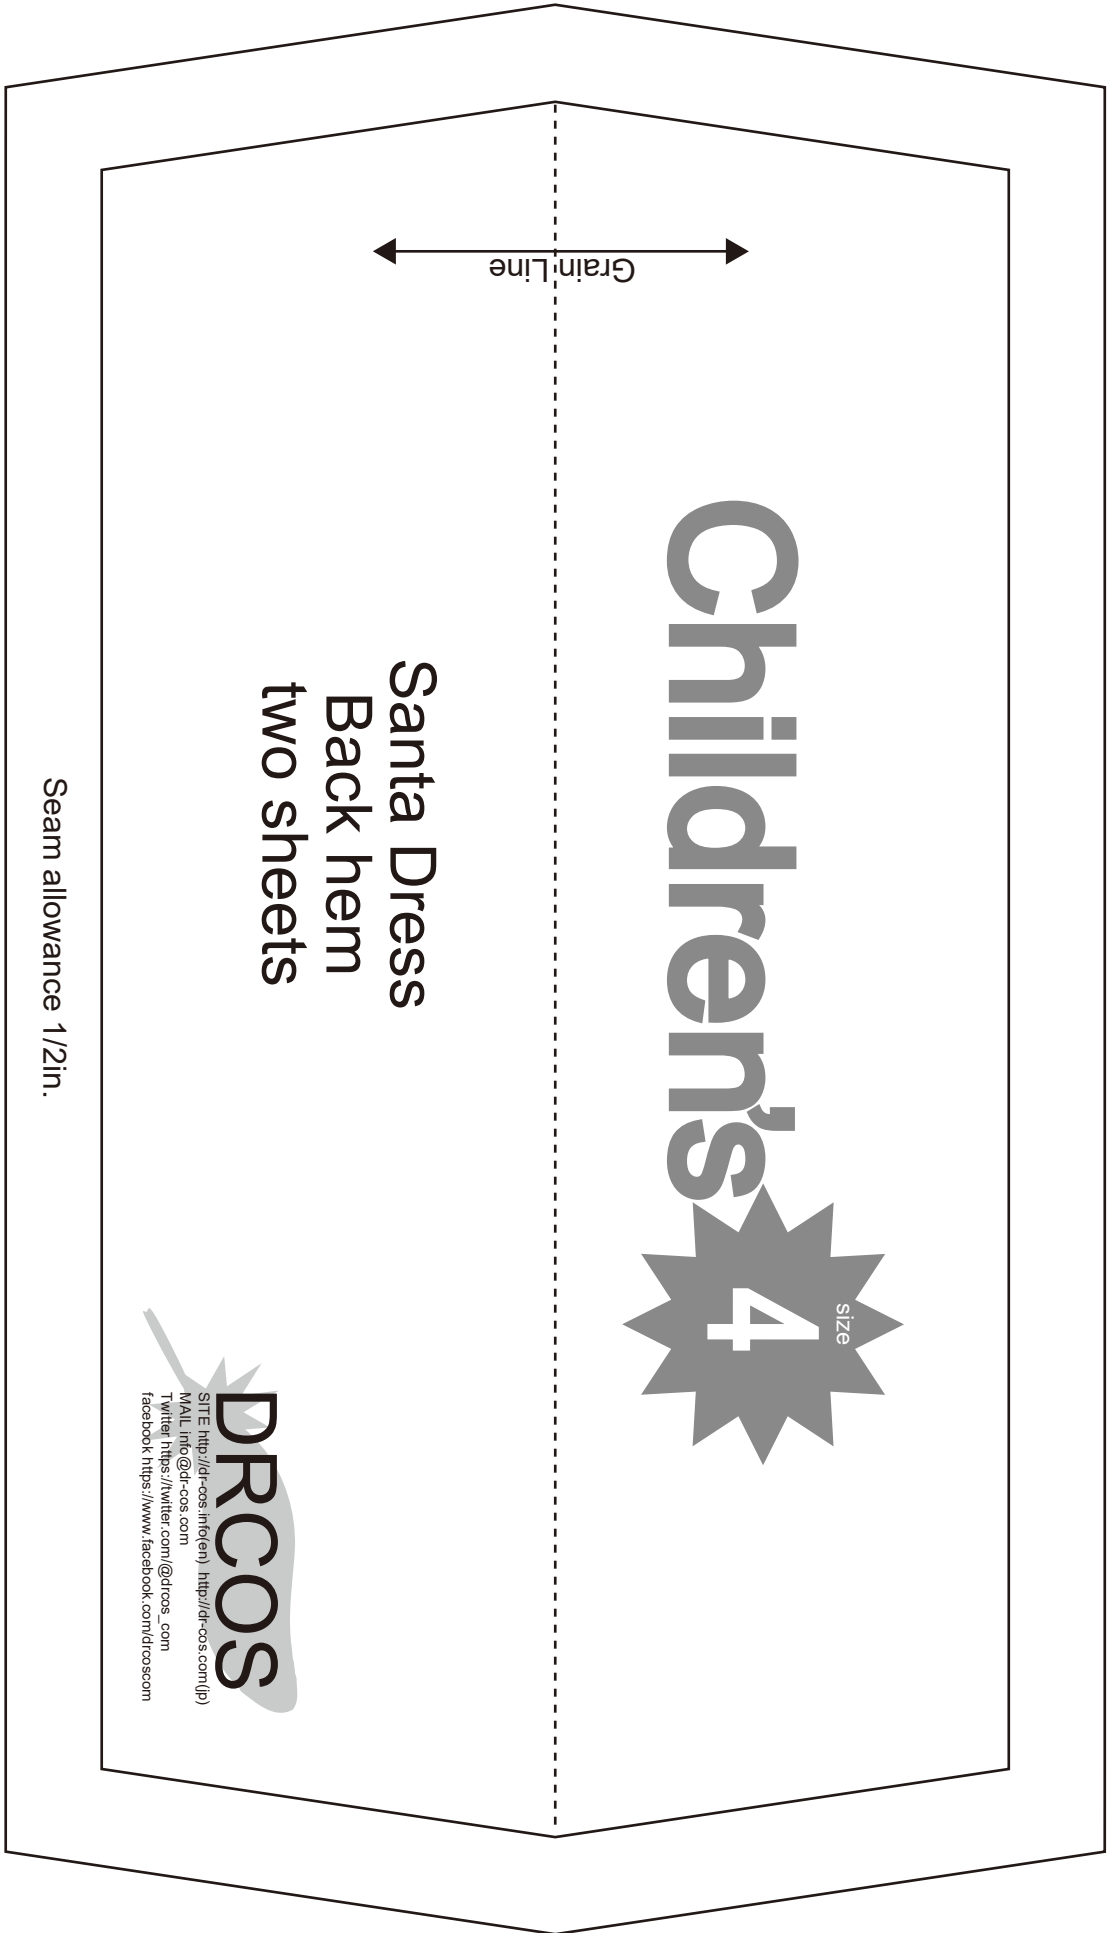 Grain Line
Children's
size
4
Santa Dress
Back hem
two sheets
DRCOS
SITE http://dr-cos.info(en)  http://dr-cos.com(jp)
MAIL info@dr-cos.com
Twitter https://twitter.com/@drcos_com
facebook https://www.facebook.com/drcoscom
Seam allowance 1/2in.